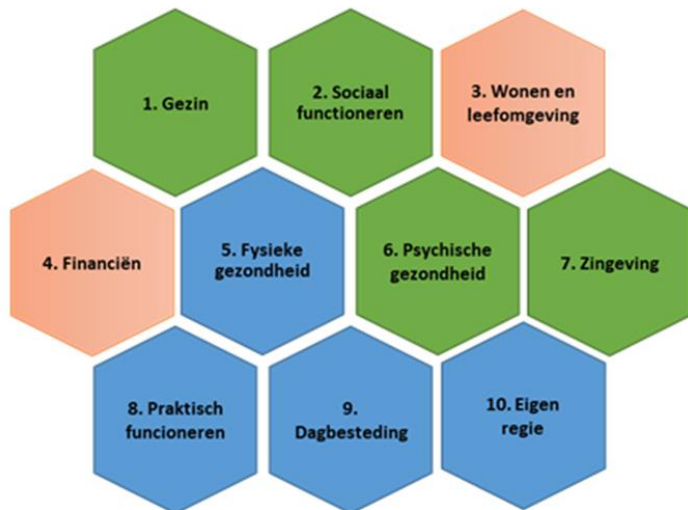 1. Gezin
2. Sociaal
functioneren
3. Wonen en
leefomgeving
4. Financiën
5. Fysieke
gezondheid
6. Psychische
gezondheid
7. Zingeving
8. Praktisch
funcioneren
9.
Dagbesteding
10. Eigen
regie